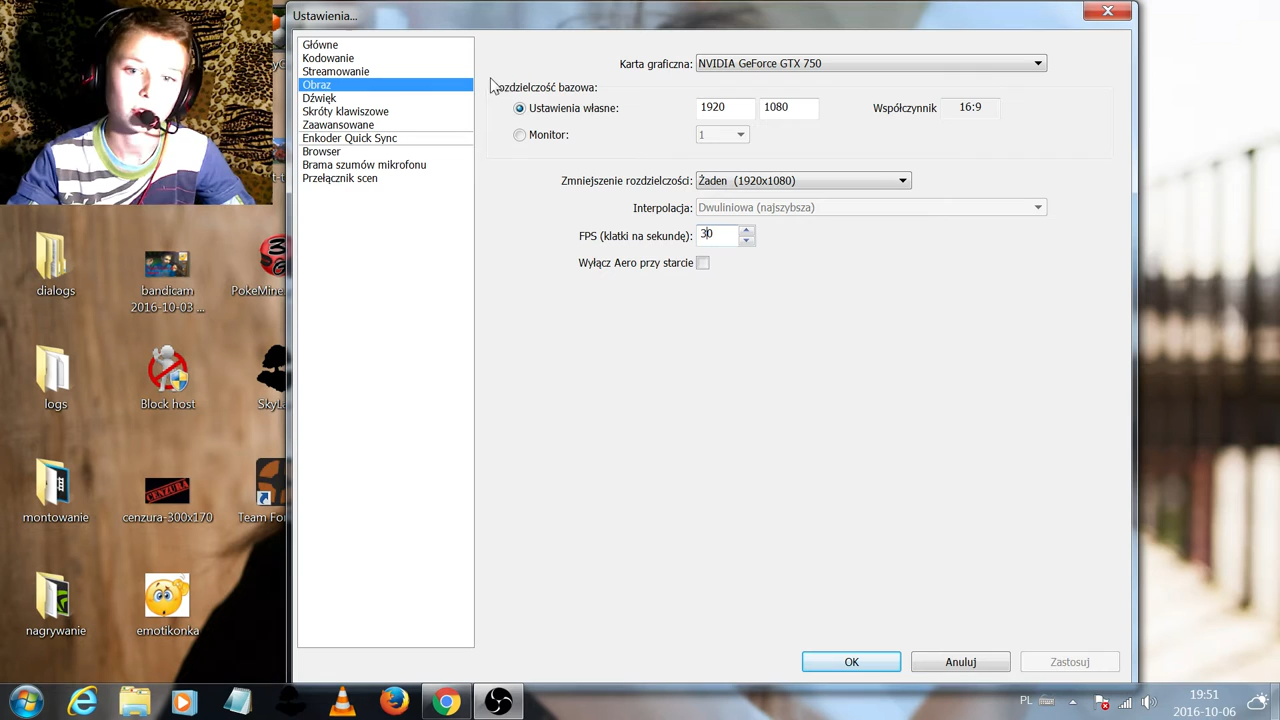 Ustawienia...
Główne
Kodowanie
Streamowanie
Obraz
Dźwięk
Skróty klawiszowe
Zaawansowane
Enkoder Quick Sync
Browser
Brama szumów mikrofonu
Przełącznik scen
Karta graficzna: NVIDIA GeForce GTX 750
ozdzielczość bazowa:
Ustawienia własne: 1920 1080 Współczynnik 16:9
Monitor: 1
Zmniejszenie rozdzielczości: Żaden (1920x1080)
Interpolacja: Dwuliniowa (najszybsza)
FPS (klatki na sekundę): 30
Wyłącz Aero przy starcie
OK Anuluj Zastosuj
dialogs
bandicam
2016-10-03 ...
PokeMine
logs
Block host
SkyL
montowanie
CENZURA
cenzura-300x170
Team For
nagrywanie
emotikonka
PL
19:51
2016-10-06